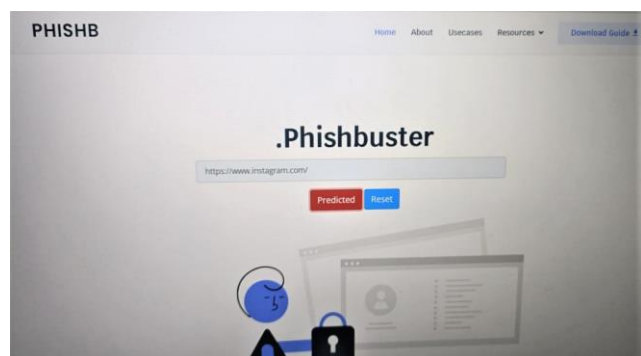 PHISHB
Home About Usecases Resources Download Guide
.Phishbuster
https://www.instagram.com/
Predicted Reset